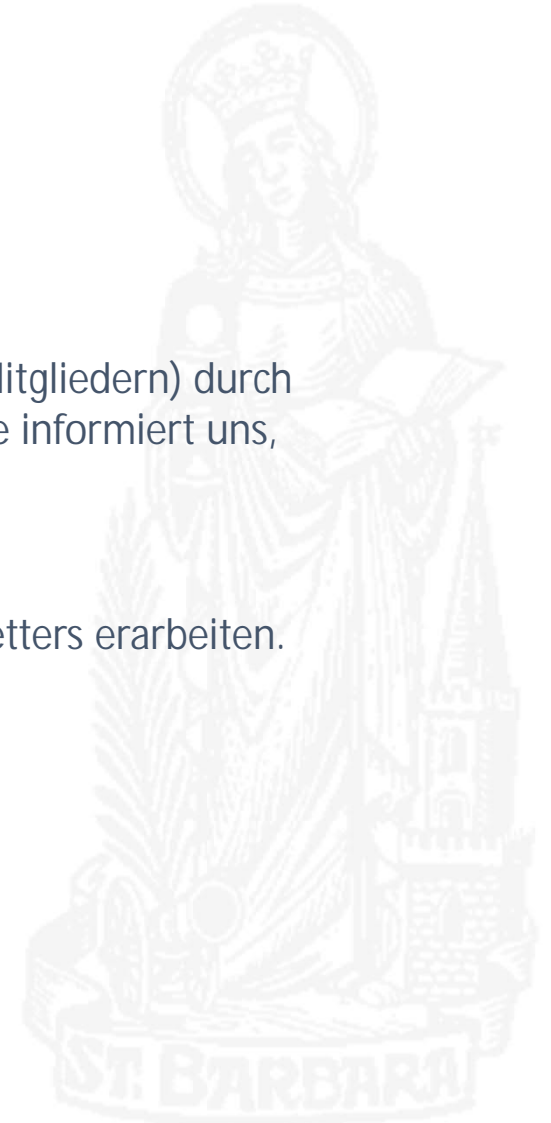 litgliedern) durch
e informiert uns,
etters erarbeiten.
ST. BARBARA